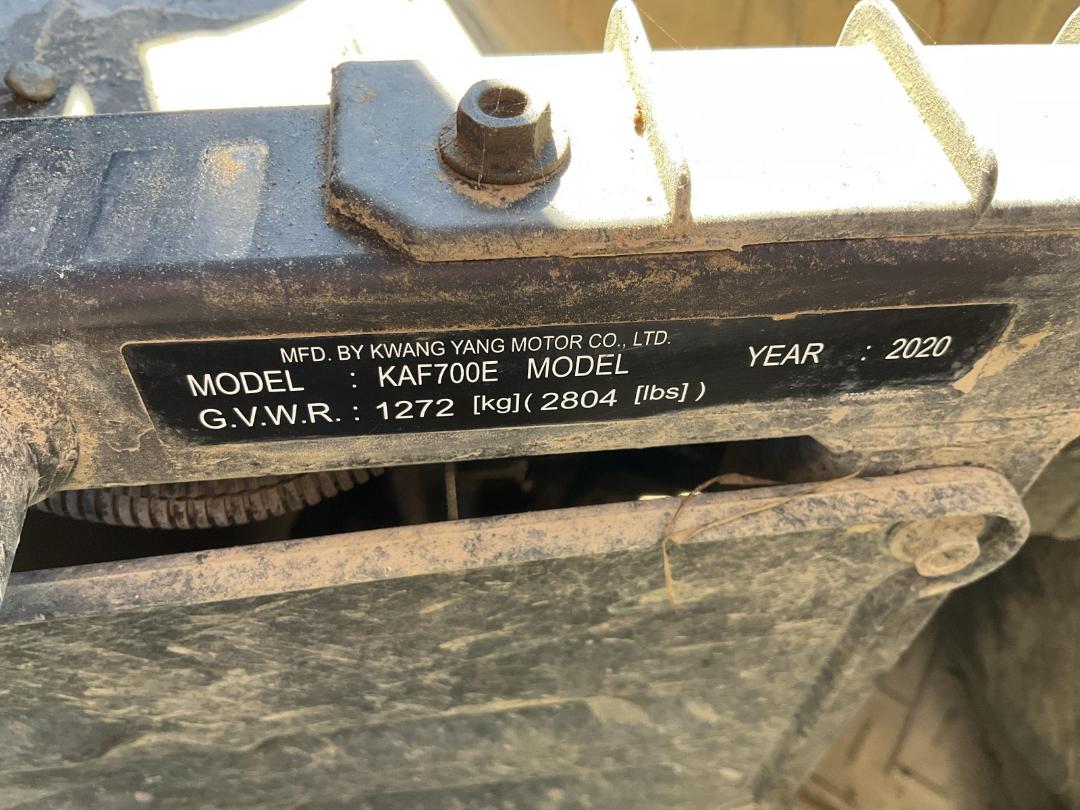 MFD. BY KWANG YANG MOTOR CO., LTD.
MODEL : KAF700E MODEL YEAR : 2020
G.V.W.R. : 1272 [kg] ( 2804 [lbs] )